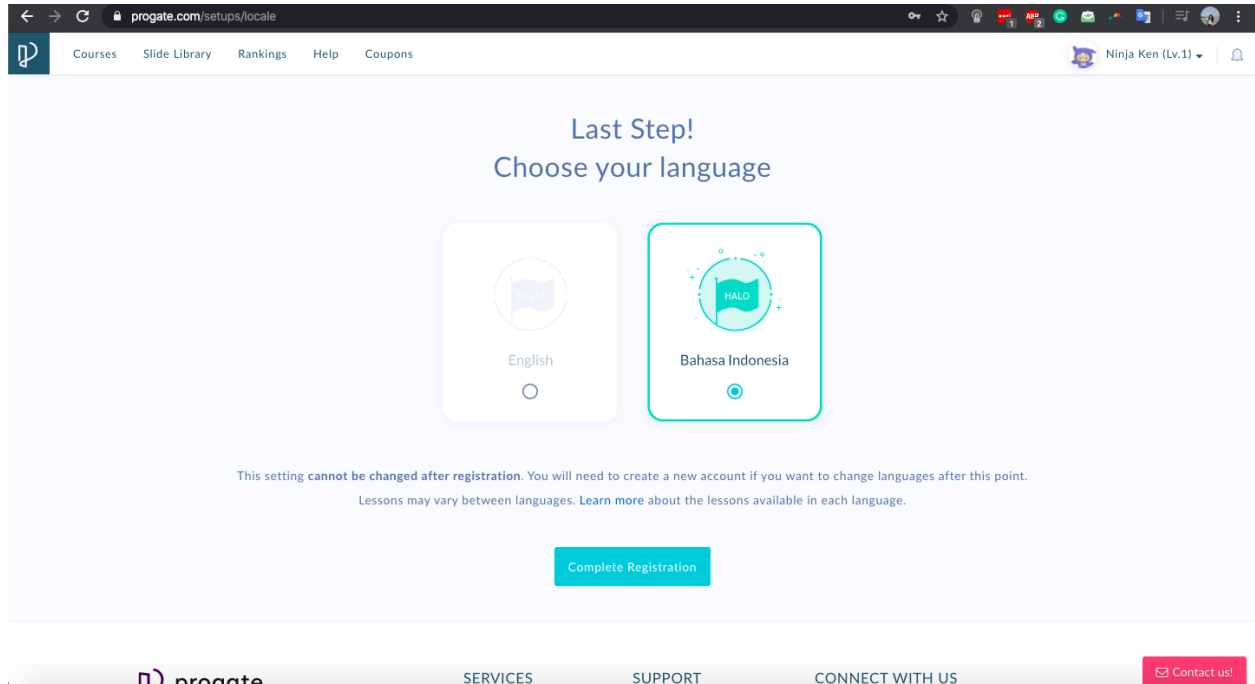 progate.com/setups/locale
1
ABP
2
Courses Slide Library Rankings Help Coupons
Ninja Ken (Lv.1)
Last Step!
Choose your language
HELLO
HALO
English
Bahasa Indonesia
This setting cannot be changed after registration. You will need to create a new account if you want to change languages after this point.
Lessons may vary between languages. Learn more about the lessons available in each language.
Complete Registration
progate
SERVICES
SUPPORT
CONNECT WITH US
Contact us!